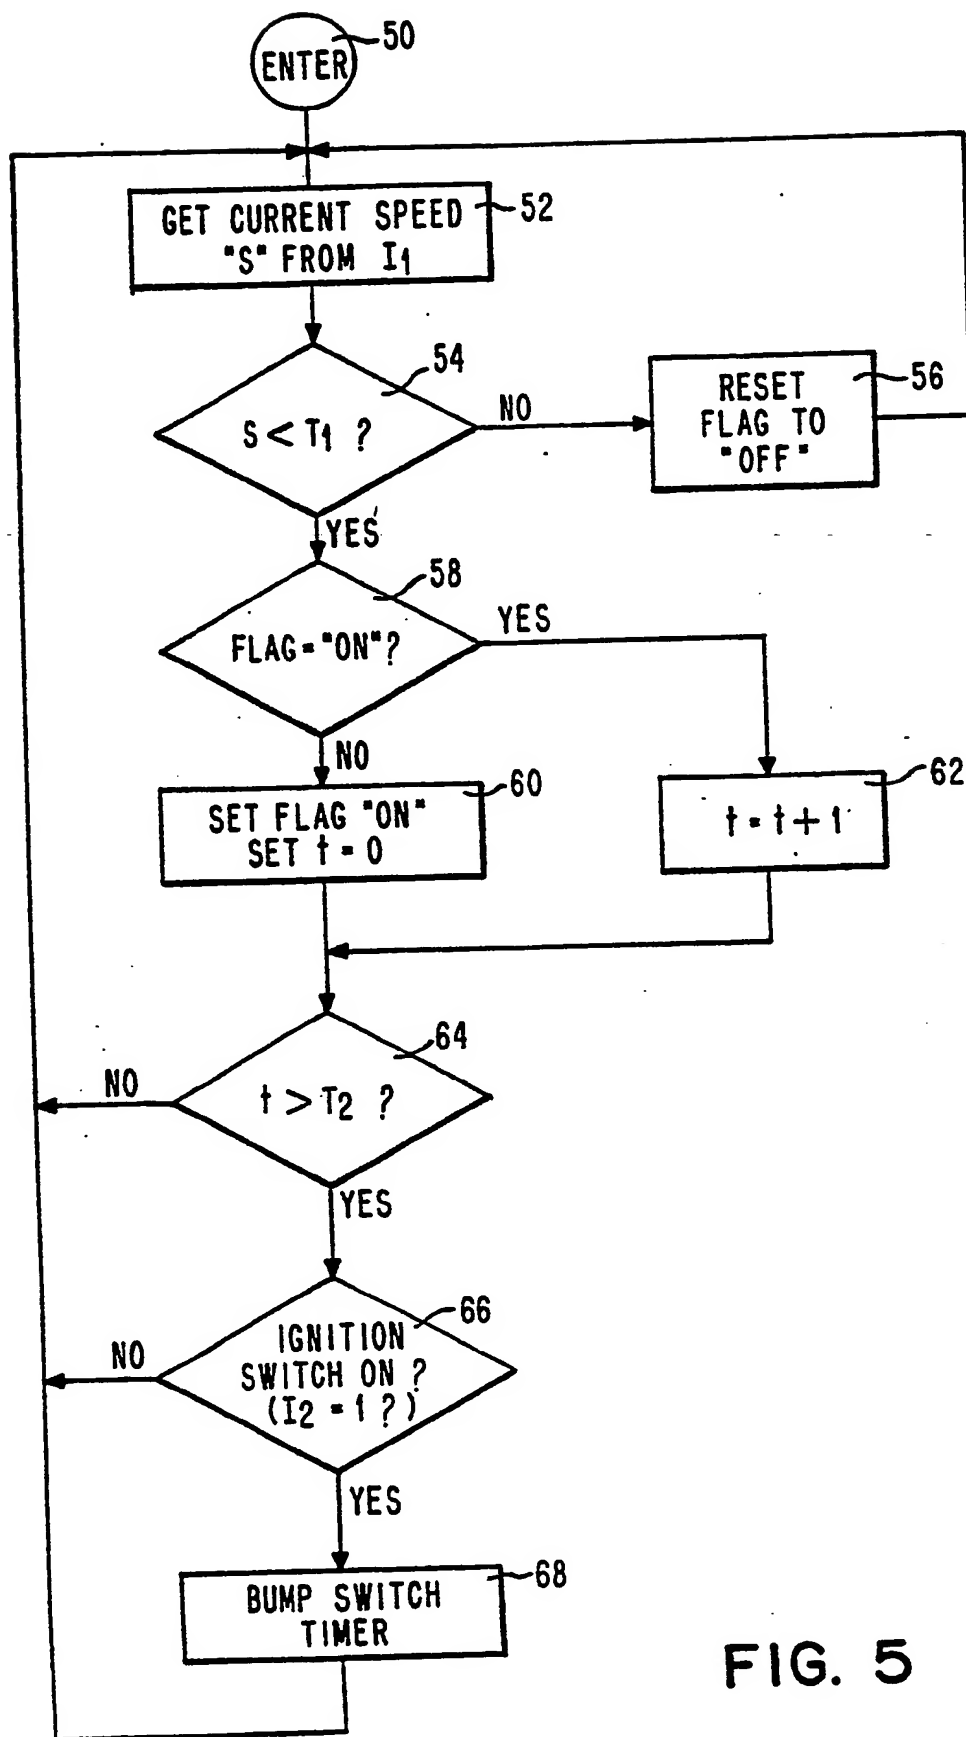 50
ENTER
GET CURRENT SPEED
"S" FROM I1
52
54
S < T1 ?
NO
RESET
FLAG TO
"OFF"
56
YES
58
FLAG = "ON"?
YES
NO
60
SET FLAG "ON"
SET t = 0
62
t = t + 1
64
NO
t > T2 ?
YES
66
NO
IGNITION
SWITCH ON ?
(I2 = 1 ?)
YES
68
BUMP SWITCH
TIMER
FIG. 5